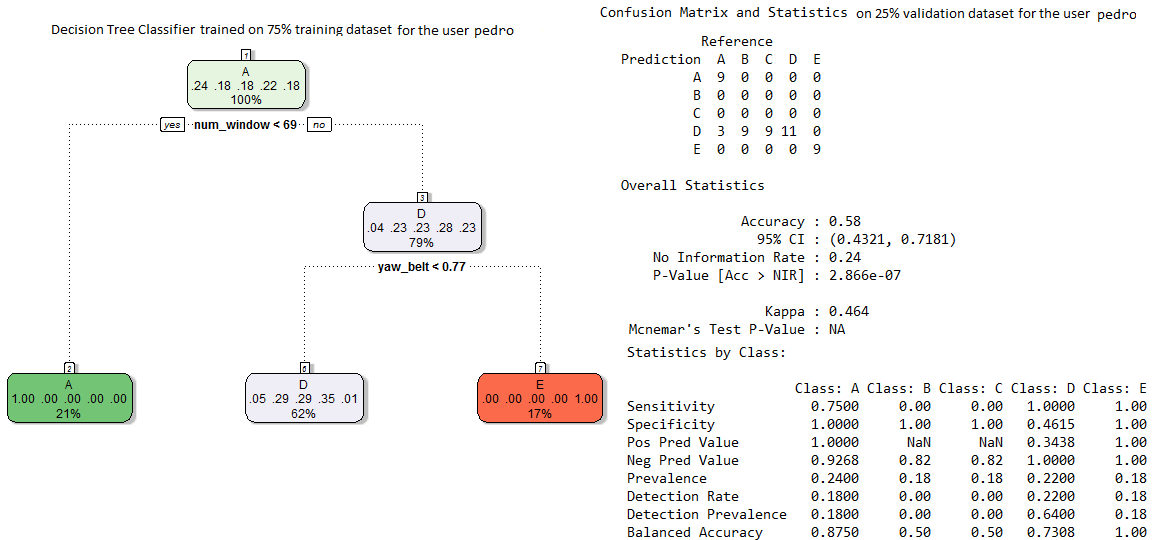 Decision Tree Classifier trained on 75% training dataset for the user pedro
1
A
.24 .18 .18 .22 .18
100%
yes num_window < 69 no
3
D
.04 .23 .23 .28 .23
79%
yaw_belt < 0.77
2
A
1.00 .00 .00 .00 .00
21%
6
D
.05 .29 .29 .35 .01
62%
7
E
.00 .00 .00 .00 1.00
17%
Confusion Matrix and Statistics on 25% validation dataset for the user pedro
Reference
Prediction A B C D E
A 9 0 0 0 0
B 0 0 0 0 0
C 0 0 0 0 0
D 3 9 9 11 0
E 0 0 0 0 9
Overall Statistics
Accuracy : 0.58
95% CI : (0.4321, 0.7181)
No Information Rate : 0.24
P-Value [Acc > NIR] : 2.866e-07
Kappa : 0.464
Mcnemar's Test P-Value : NA
Statistics by Class:
Class: A Class: B Class: C Class: D Class: E
Sensitivity 0.7500 0.00 0.00 1.0000 1.00
Specificity 1.0000 1.00 1.00 0.4615 1.00
Pos Pred Value 1.0000 NaN NaN 0.3438 1.00
Neg Pred Value 0.9268 0.82 0.82 1.0000 1.00
Prevalence 0.2400 0.18 0.18 0.2200 0.18
Detection Rate 0.1800 0.00 0.00 0.2200 0.18
Detection Prevalence 0.1800 0.00 0.00 0.6400 0.18
Balanced Accuracy 0.8750 0.50 0.50 0.7308 1.00